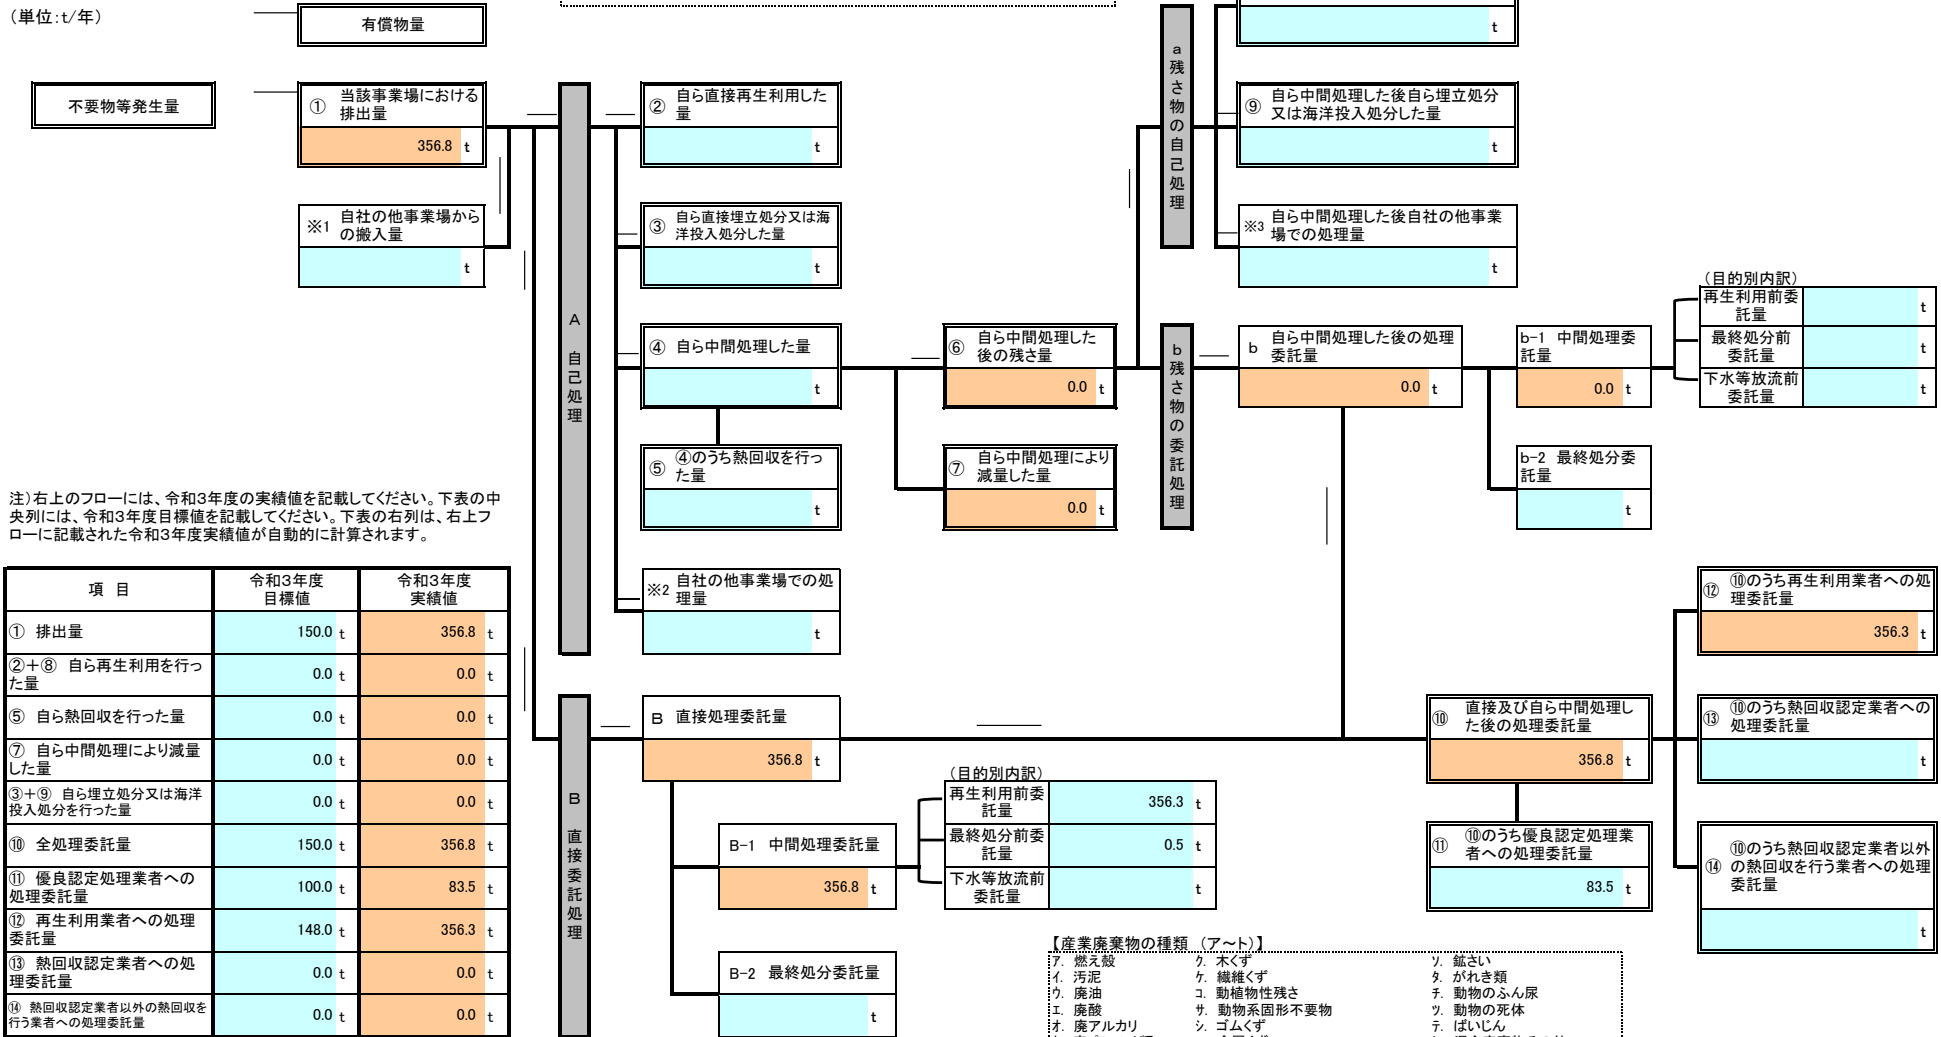 (単位:t/年)
有償物量
t
不要物等発生量
① 当該事業場における
排出量
356.8 t
※1 自社の他事業場から
の搬入量
t
A 自己処理
② 自ら直接再生利用した
量
t
③ 自ら直接埋立処分又は海
洋投入処分した量
t
④ 自ら中間処理した量
t
⑤ ④のうち熱回収を行っ
た量
t
※2 自社の他事業場での処
理量
t
⑥ 自ら中間処理した
後の残さ量
0.0 t
⑦ 自ら中間処理により
減量した量
0.0 t
a 残さ物の自己処理
⑨ 自ら中間処理した後自ら埋立処分
又は海洋投入処分した量
t
※3 自ら中間処理した後自社の他事業
場での処理量
t
b 残さ物の委託処理
b 自ら中間処理した後の処理
委託量
0.0 t
b-1 中間処理委
託量
0.0 t
b-2 最終処分委
託量
t
(目的別内訳)
再生利用前委
託量
t
最終処分前
委託量
t
下水等放流前
委託量
t
注)右上のフローには、令和3年度の実績値を記載してください。下表の中
央列には、令和3年度目標値を記載してください。下表の右列は、右上フ
ローに記載された令和3年度実績値が自動的に計算されます。
項 目 令和3年度 目標値 令和3年度 実績値
① 排出量 150.0 t 356.8 t
②+⑧ 自ら再生利用を行っ
た量 0.0 t 0.0 t
⑤ 自ら熱回収を行った量 0.0 t 0.0 t
⑦ 自ら中間処理により減量
した量 0.0 t 0.0 t
③+⑨ 自ら埋立処分又は海洋
投入処分を行った量 0.0 t 0.0 t
⑩ 全処理委託量 150.0 t 356.8 t
⑪ 優良認定処理業者への
処理委託量 100.0 t 83.5 t
⑫ 再生利用業者への処理
委託量 148.0 t 356.3 t
⑬ 熱回収認定業者への処
理委託量 0.0 t 0.0 t
⑭ 熱回収認定業者以外の熱回収を
行う業者への処理委託量 0.0 t 0.0 t
B 直接委託処理
B 直接処理委託量
356.8 t
B-1 中間処理委託量
356.8 t
B-2 最終処分委託量
t
(目的別内訳)
再生利用前委
託量
356.3 t
最終処分前委
託量
0.5 t
下水等放流前
委託量
t
⑩ 直接及び自ら中間処理し
た後の処理委託量
356.8 t
⑪ ⑩のうち優良認定処理業
者への処理委託量
83.5 t
⑫ ⑩のうち再生利用業者への処
理委託量
356.3 t
⑬ ⑩のうち熱回収認定業者への
処理委託量
t
⑭ ⑩のうち熱回収認定業者以外
の熱回収を行う業者への処理
委託量
t
【産業廃棄物の種類 (ア~ト)】
ア. 燃え殻 ク. 木くず ソ. 鉱さい
イ. 汚泥 ケ. 繊維くず タ. がれき類
ウ. 廃油 コ. 動植物性残さ チ. 動物のふん尿
エ. 廃酸 サ. 動物系固形不要物 ツ. 動物の死体
オ. 廃アルカリ シ. ゴムくず テ. ばいじん